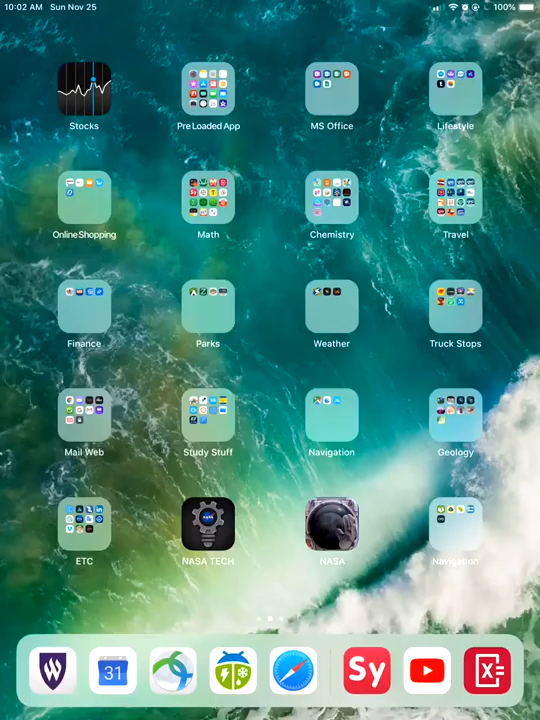 10:02 AM Sun Nov 25
100%
Stocks
Pre Loaded App
MS Office
Lifestyle
Online Shopping
Math
Chemistry
Travel
Finance
Parks
Weather
Truck Stops
Mail Web
Study Stuff
Navigation
Geology
ETC
NASA TECH
NASA
Navigation
W
31
Sy
X